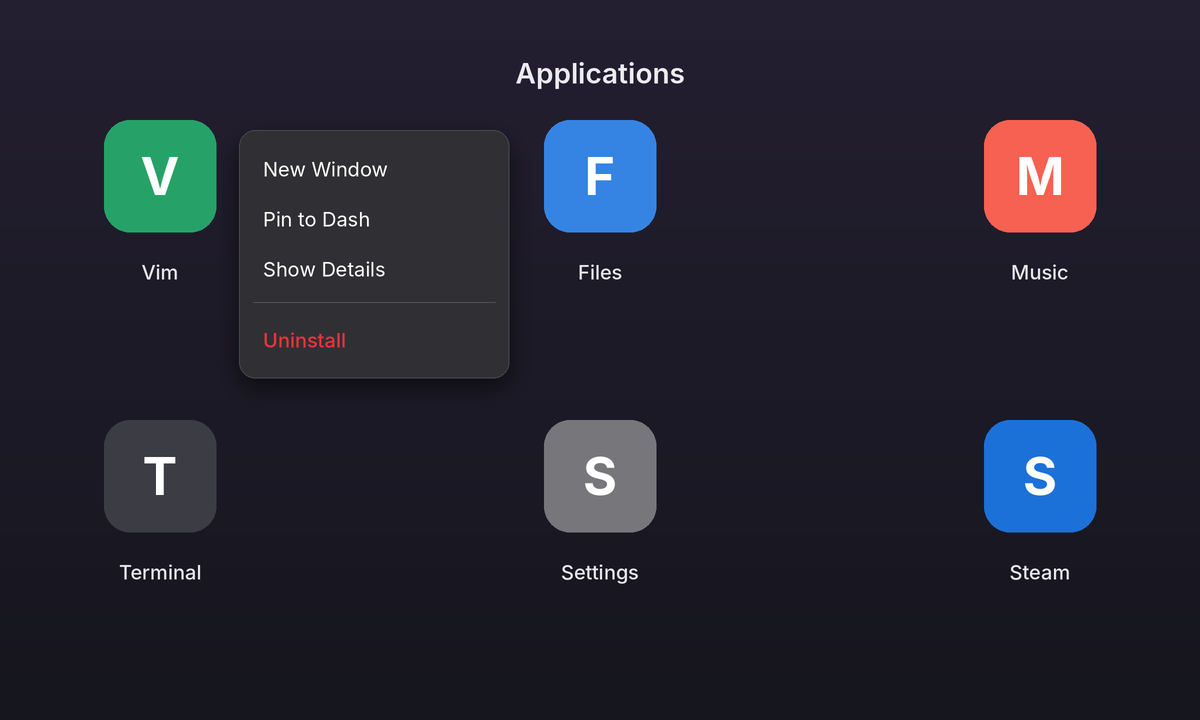 Applications
V
Vim
New Window
Pin to Dash
Show Details
Uninstall
F
Files
M
Music
T
Terminal
S
Settings
S
Steam